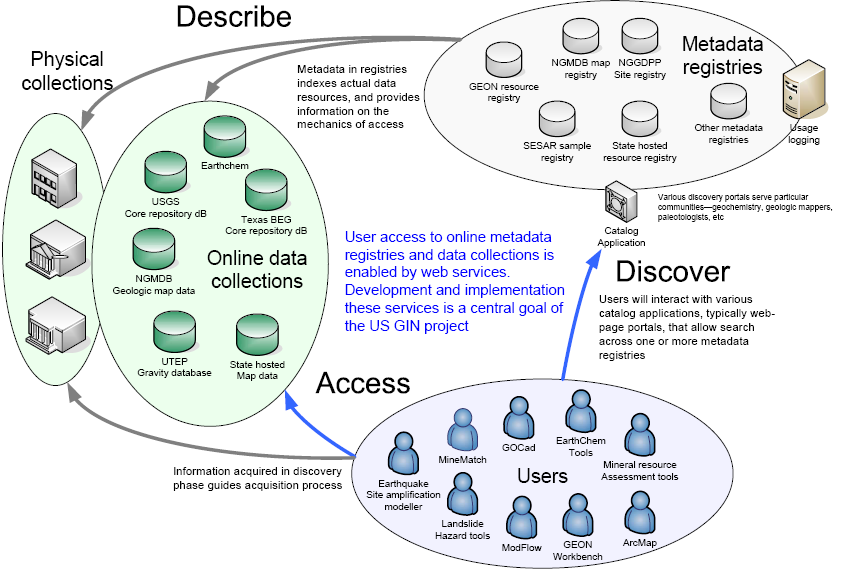 Describe
Physical
collections
Metadata in registries
indexes actual data
resources, and provides
information on the
mechanics of access
Metadata
registries
GEON resource
registry
NGMDB map
registry
NGGDPP
Site registry
SESAR sample
registry
State hosted
resource registry
Other metadata
registries
Usage
logging
Catalog
Application
Various discovery portals serve particular
communities—geochemistry, geologic mappers,
paleotologists, etc
Earthchem
USGS
Core repository dB
Texas BEG
Core repository dB
NGMDB
Geologic map data
Online data
collections
UTEP
Gravity database
State hosted
Map data
User access to online metadata
registries and data collections is
enabled by web services.
Development and implementation
these services is a central goal of
the US GIN project
Discover
Users will interact with various
catalog applications, typically web-
page portals, that allow search
across one or more metadata
registries
Access
Information acquired in discovery
phase guides acquisition process
Users
Earthquake
Site amplification
modeller
MineMatch
GOCad
EarthChem
Tools
Mineral resource
Assessment tools
Landslide
Hazard tools
ModFlow
GEON
Workbench
ArcMap